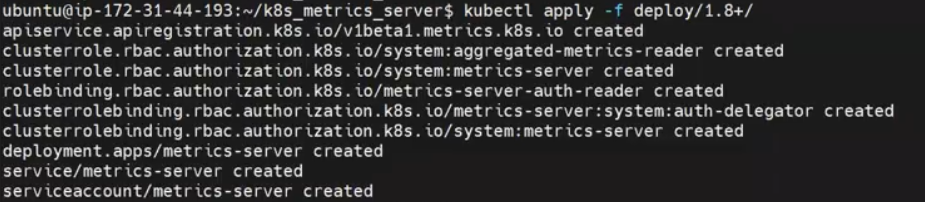 ubuntu@ip-172-31-44-193:~/k8s_metrics_server$ kubectl apply -f deploy/1.8+/
apiservice.apiregistration.k8s.io/v1beta1.metrics.k8s.io created
clusterrole.rbac.authorization.k8s.io/system:aggregated-metrics-reader created
clusterrole.rbac.authorization.k8s.io/system:metrics-server created
rolebinding.rbac.authorization.k8s.io/metrics-server-auth-reader created
clusterrolebinding.rbac.authorization.k8s.io/metrics-server:system:auth-delegator created
clusterrolebinding.rbac.authorization.k8s.io/system:metrics-server created
deployment.apps/metrics-server created
service/metrics-server created
serviceaccount/metrics-server created